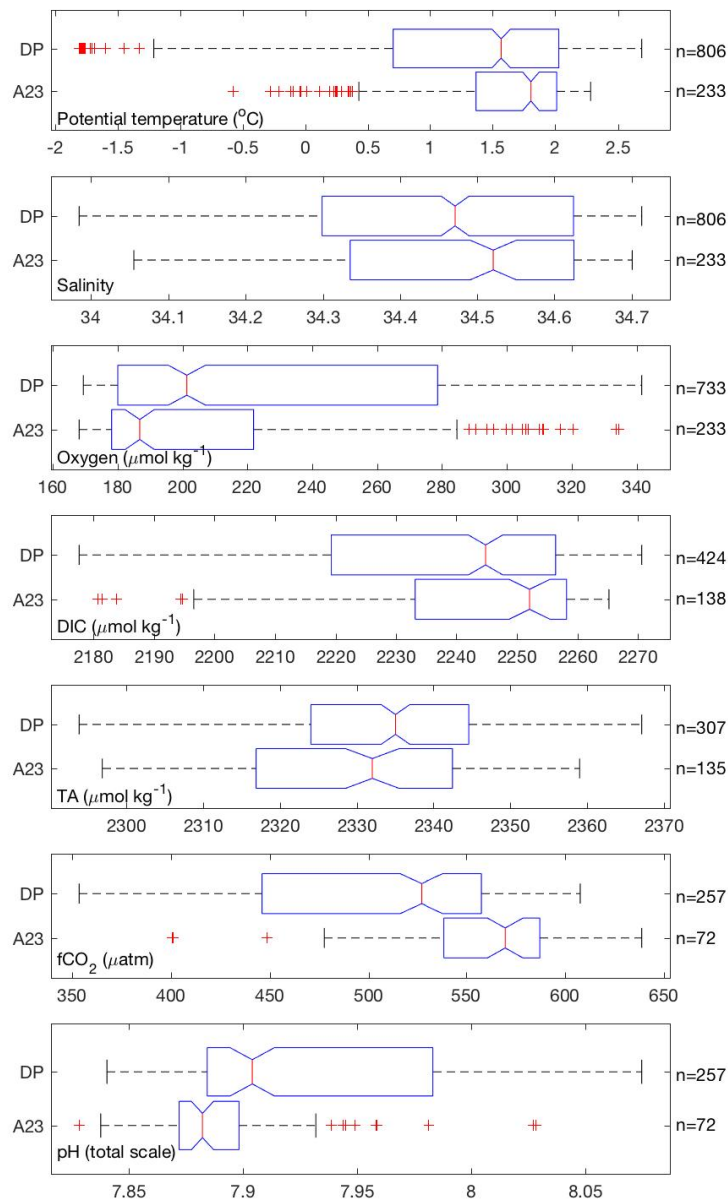 DP
n=806
A23
n=233
Potential temperature (°C)
-2 -1.5 -1 -0.5 0 0.5 1 1.5 2 2.5
DP
n=806
A23
n=233
Salinity
34 34.1 34.2 34.3 34.4 34.5 34.6 34.7
DP
n=733
A23
n=233
Oxygen (μmol kg⁻¹)
160 180 200 220 240 260 280 300 320 340
DP
n=424
A23
n=138
DIC (μmol kg⁻¹)
2180 2190 2200 2210 2220 2230 2240 2250 2260 2270
DP
n=307
A23
n=135
TA (μmol kg⁻¹)
2300 2310 2320 2330 2340 2350 2360 2370
DP
n=257
A23
n=72
fCO₂ (μatm)
350 400 450 500 550 600 650
DP
n=257
A23
n=72
pH (total scale)
7.85 7.9 7.95 8 8.05